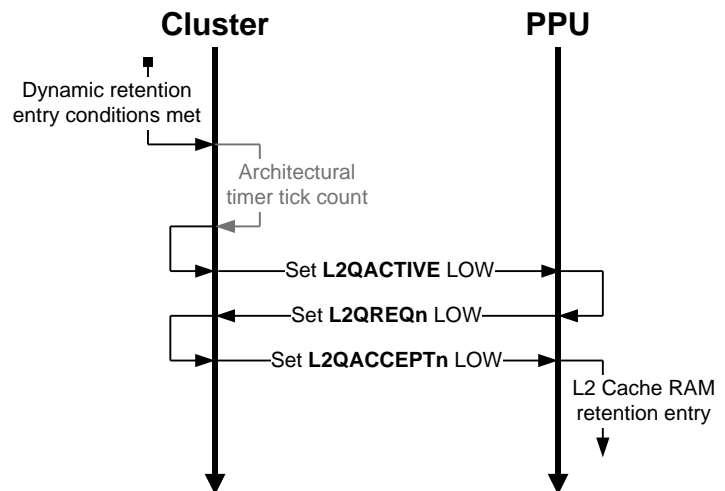 Cluster PPU
Dynamic retention
entry conditions met
Architectural
timer tick count
Set L2QACTIVE LOW
Set L2QREQn LOW
Set L2QACCEPTn LOW
L2 Cache RAM
retention entry